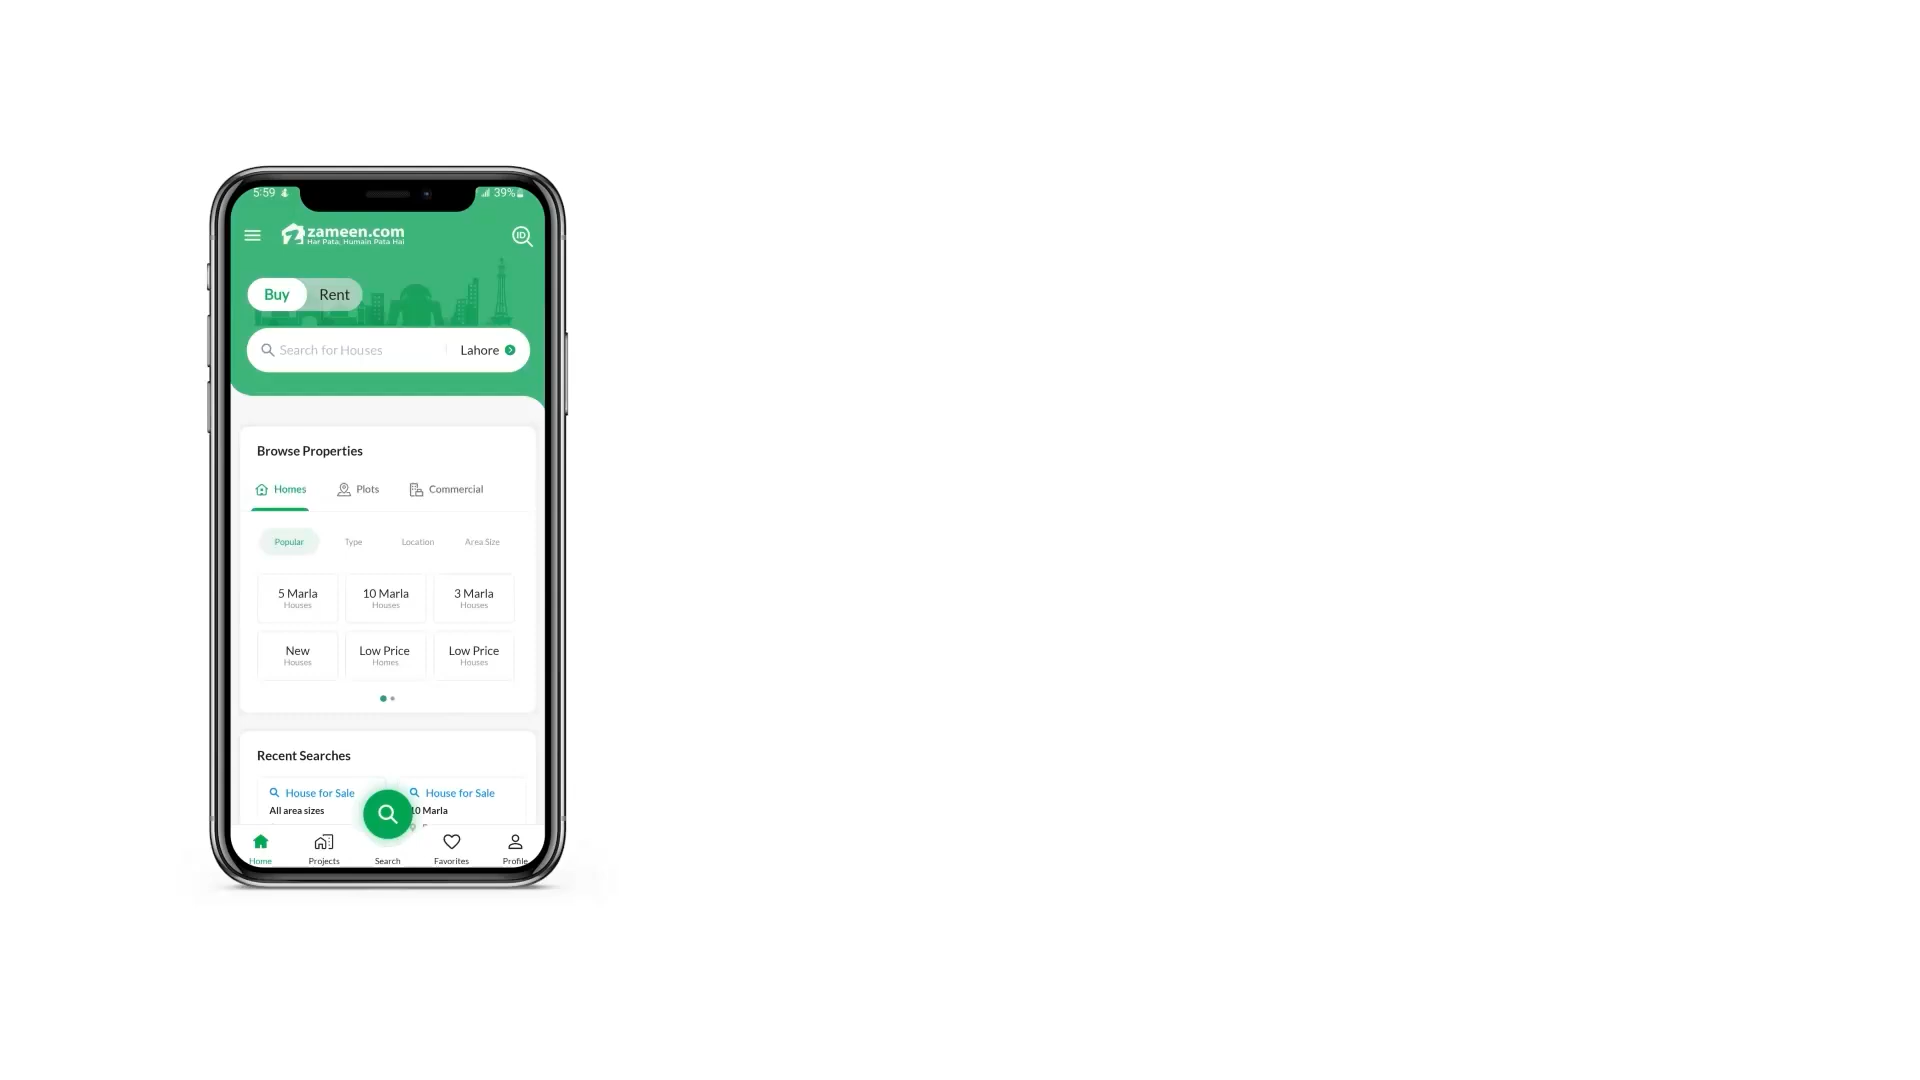 5:59 39%
zameen.com
Har Pata, Humain Pata Hai
ID
Buy Rent
Search for Houses Lahore
Browse Properties
Homes Plots Commercial
Popular Type Location Area Size
5 Marla 10 Marla 3 Marla
Houses Houses Houses
New Low Price Low Price
Houses Homes Houses
Recent Searches
House for Sale House for Sale
All area sizes 10 Marla
Home Projects Search Favorites Profile